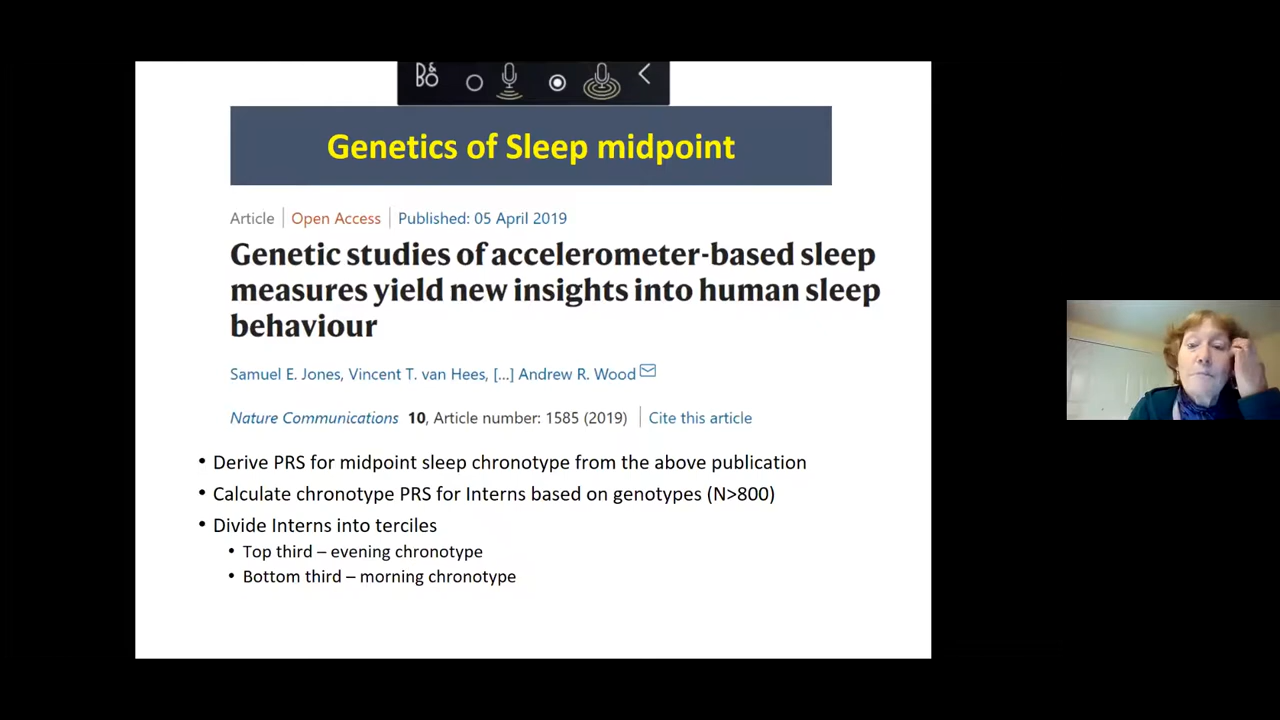 B&O
Genetics of Sleep midpoint
Article | Open Access | Published: 05 April 2019
Genetic studies of accelerometer-based sleep
measures yield new insights into human sleep
behaviour
Samuel E. Jones, Vincent T. van Hees, [...] Andrew R. Wood
Nature Communications 10, Article number: 1585 (2019) | Cite this article
• Derive PRS for midpoint sleep chronotype from the above publication
• Calculate chronotype PRS for Interns based on genotypes (N>800)
• Divide Interns into terciles
• Top third – evening chronotype
• Bottom third – morning chronotype